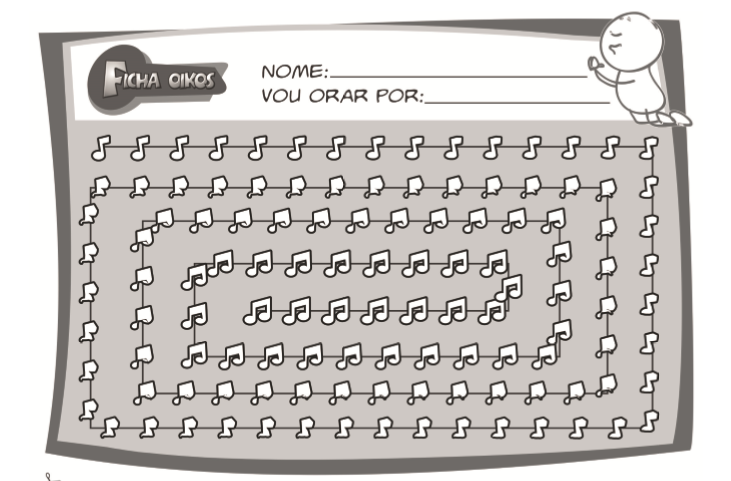 FICHA OIKOS
NOME:
VOU ORAR POR: